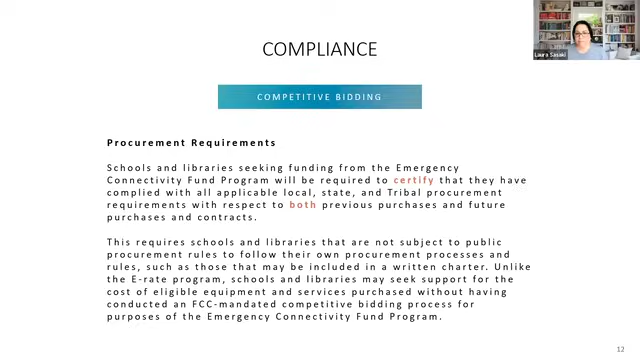 COMPLIANCE
Laura Sasaki
COMPETITIVE BIDDING
Procurement Requirements
Schools and libraries seeking funding from the Emergency
Connectivity Fund Program will be required to certify that they have
complied with all applicable local, state, and Tribal procurement
requirements with respect to both previous purchases and future
purchases and contracts.
This requires schools and libraries that are not subject to public
procurement rules to follow their own procurement processes and
rules, such as those that may be included in a written charter. Unlike
the E-rate program, schools and libraries may seek support for the
cost of eligible equipment and services purchased without having
conducted an FCC-mandated competitive bidding process for
purposes of the Emergency Connectivity Fund Program.
12